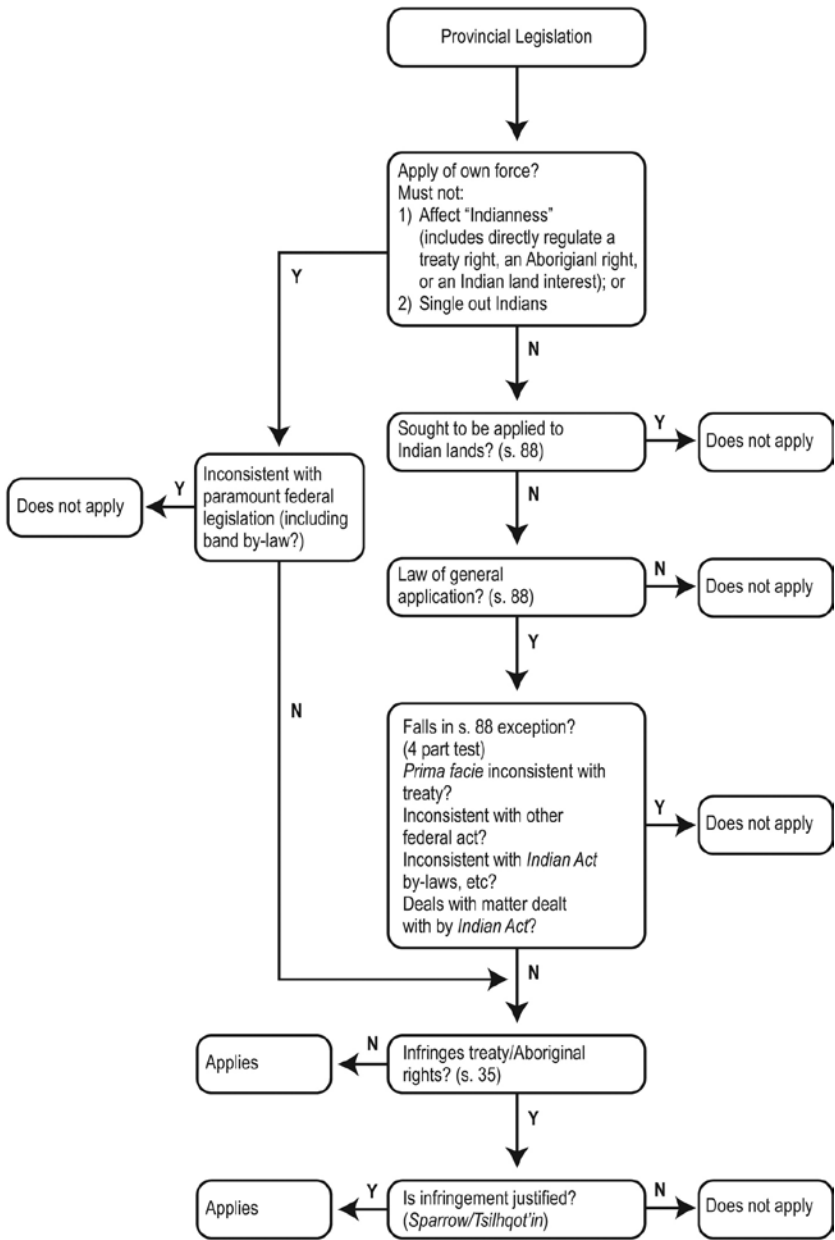 Provincial Legislation
Apply of own force?
Must not:
1) Affect “Indianness”
(includes directly regulate a
treaty right, an Aborigianl right,
or an Indian land interest); or
2) Single out Indians
Y
N
Sought to be applied to
Indian lands? (s. 88)
Y
Does not apply
Inconsistent with
paramount federal
legislation (including
band by-law?)
Y
Does not apply
N
Law of general
application? (s. 88)
N
Does not apply
Y
N
Falls in s. 88 exception?
(4 part test)
Prima facie inconsistent with
treaty?
Inconsistent with other
federal act?
Inconsistent with Indian Act
by-laws, etc?
Deals with matter dealt
with by Indian Act?
Y
Does not apply
N
Infringes treaty/Aboriginal
rights? (s. 35)
N
Applies
Y
Is infringement justified?
(Sparrow/Tsilhqot’in)
Y
Applies
N
Does not apply